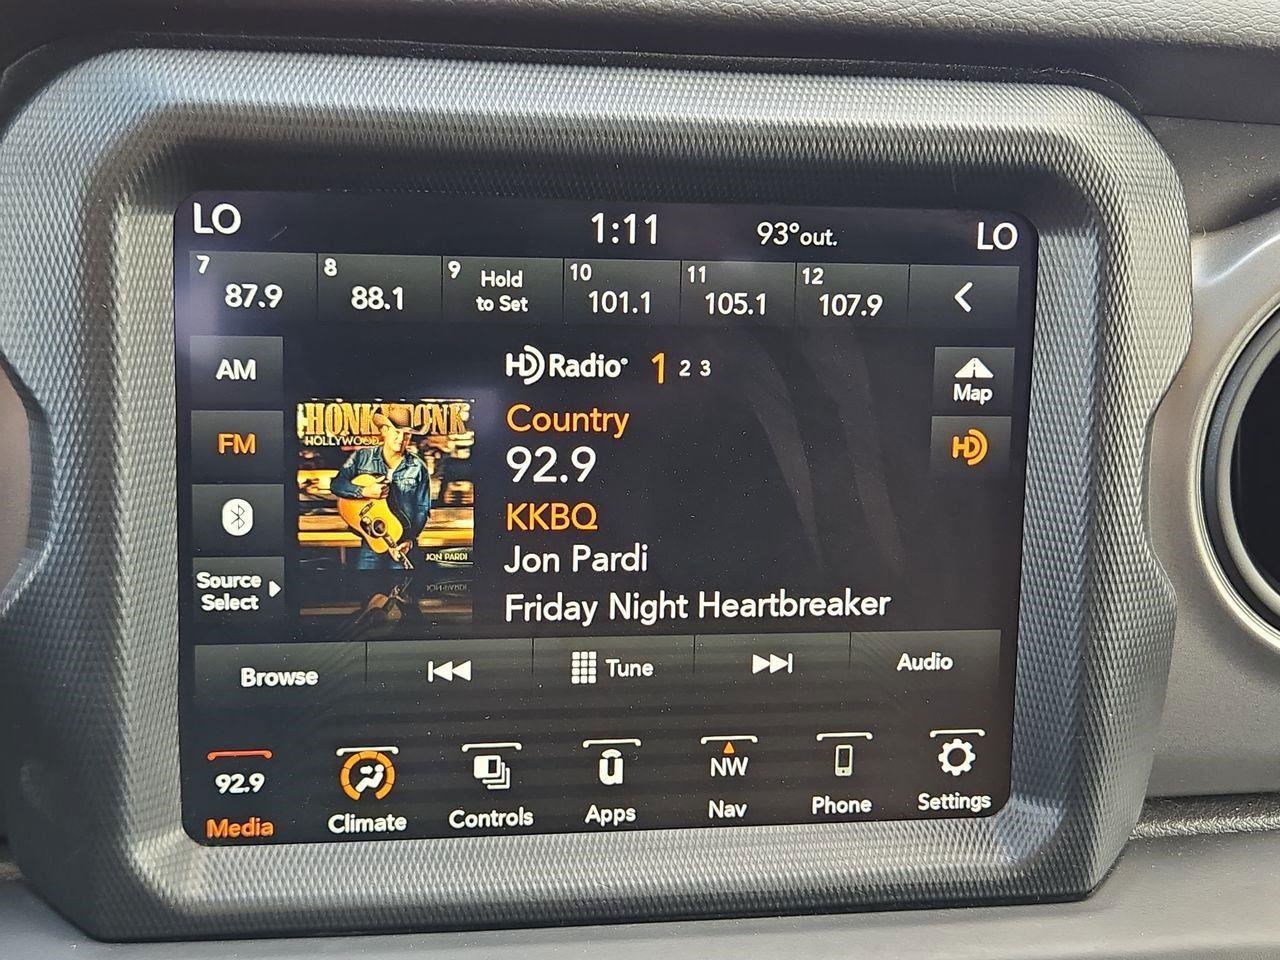 LO
1:11
93°out.
LO
7
87.9
8
88.1
9
Hold
to Set
10
101.1
11
105.1
12
107.9
AM
FM
Source
Select
HONKYTONK
HOLLYWOOD
JON PARDI
HD Radio
1 2 3
Country
92.9
KKBQ
Jon Pardi
Friday Night Heartbreaker
Map
HD
Browse
Tune
Audio
92.9
Media
Climate
Controls
Apps
NW
Nav
Phone
Settings